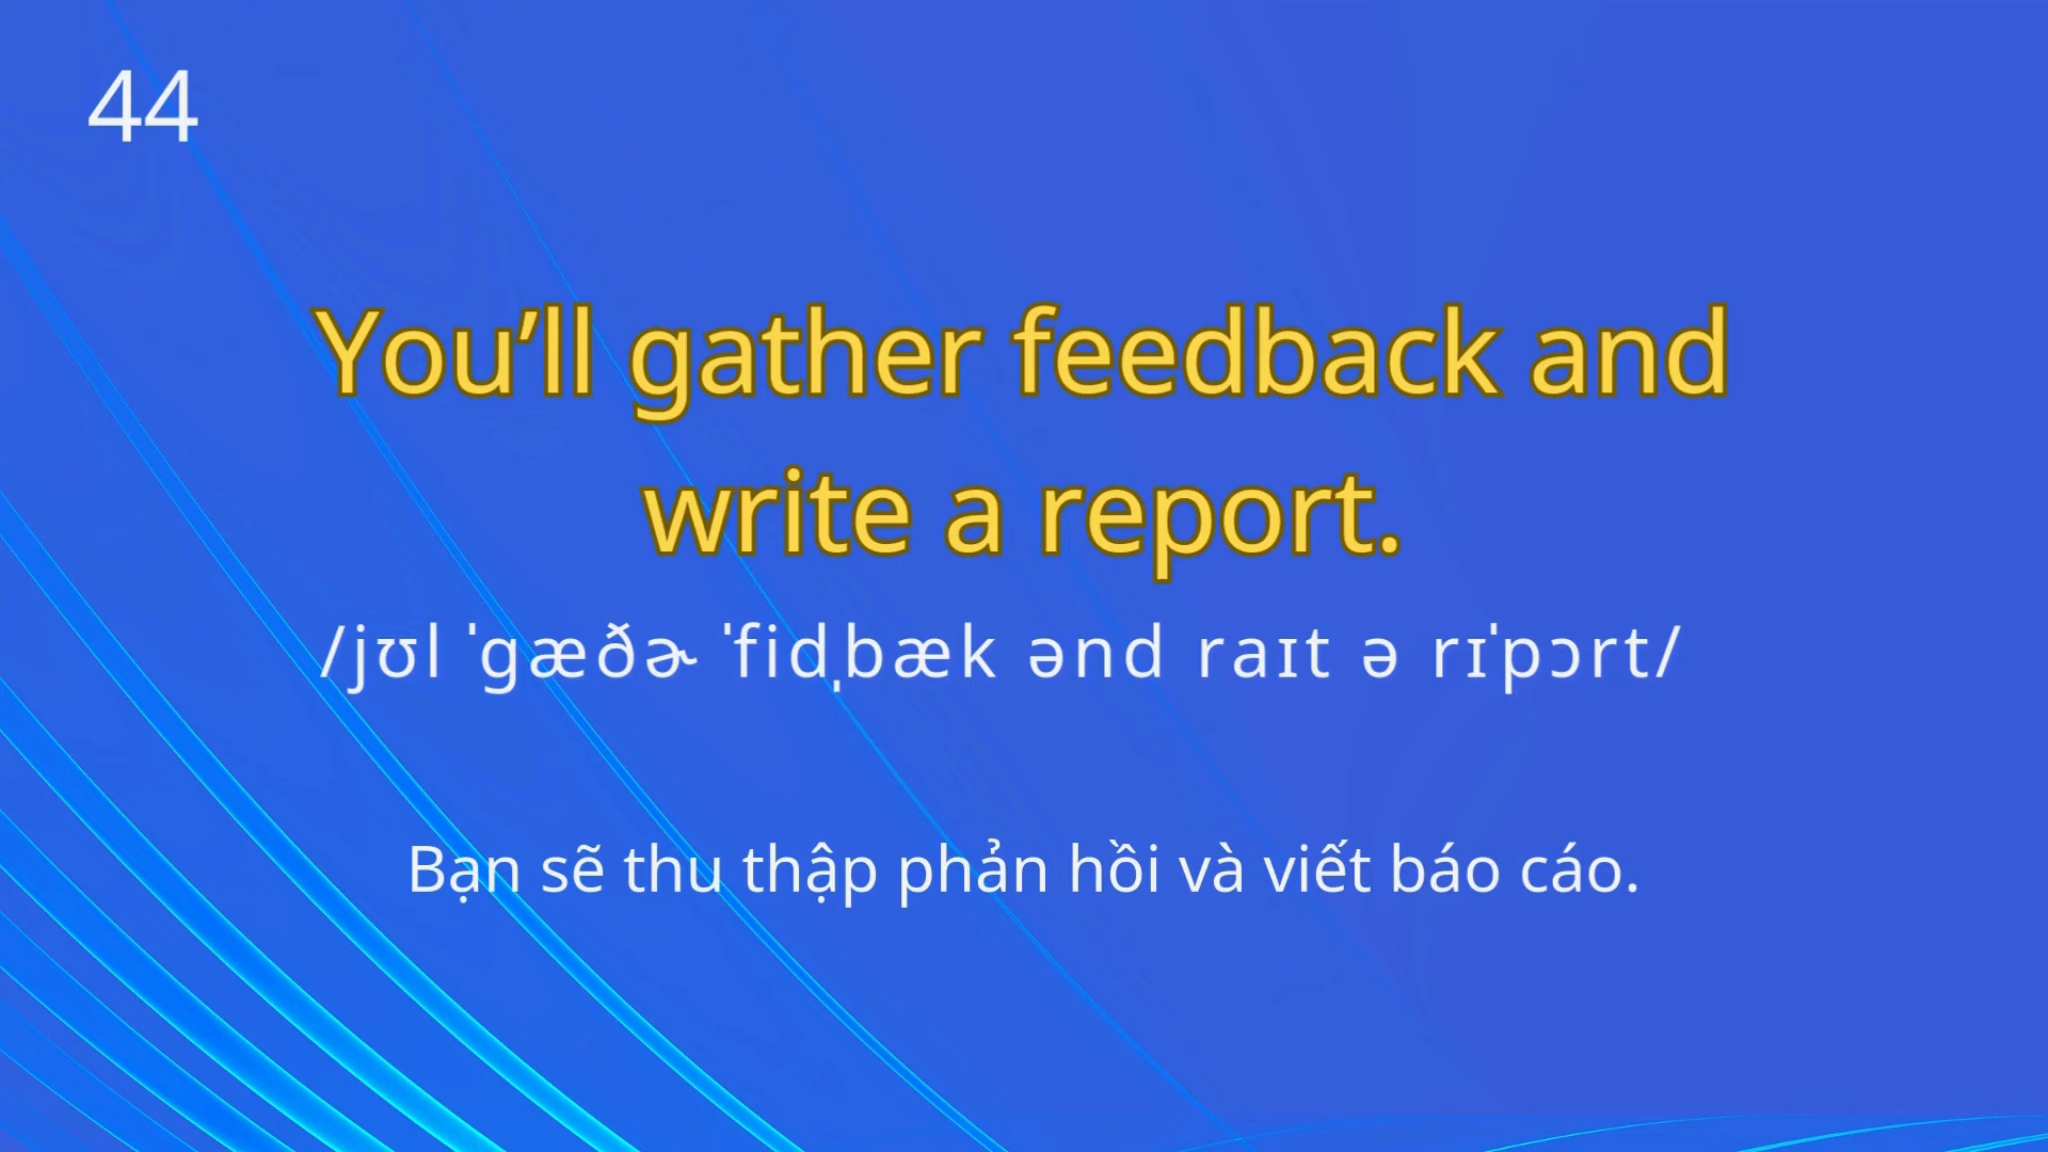 44
You’ll gather feedback and
write a report.
/jʊl ˈgæðɚ ˈfidˌbæk ənd raɪt ə rɪˈpɔrt/
Bạn sẽ thu thập phản hồi và viết báo cáo.